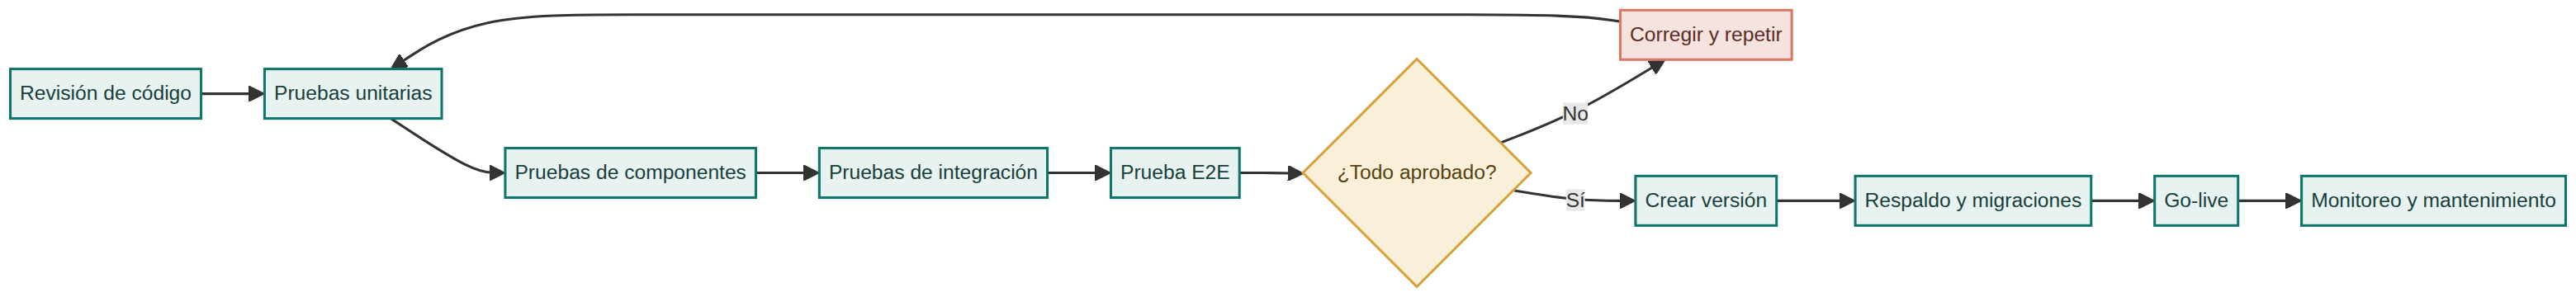 Revisión de código
Pruebas unitarias
Pruebas de componentes
Pruebas de integración
Prueba E2E
¿Todo aprobado?
No
Corregir y repetir
Sí
Crear versión
Respaldo y migraciones
Go-live
Monitoreo y mantenimiento